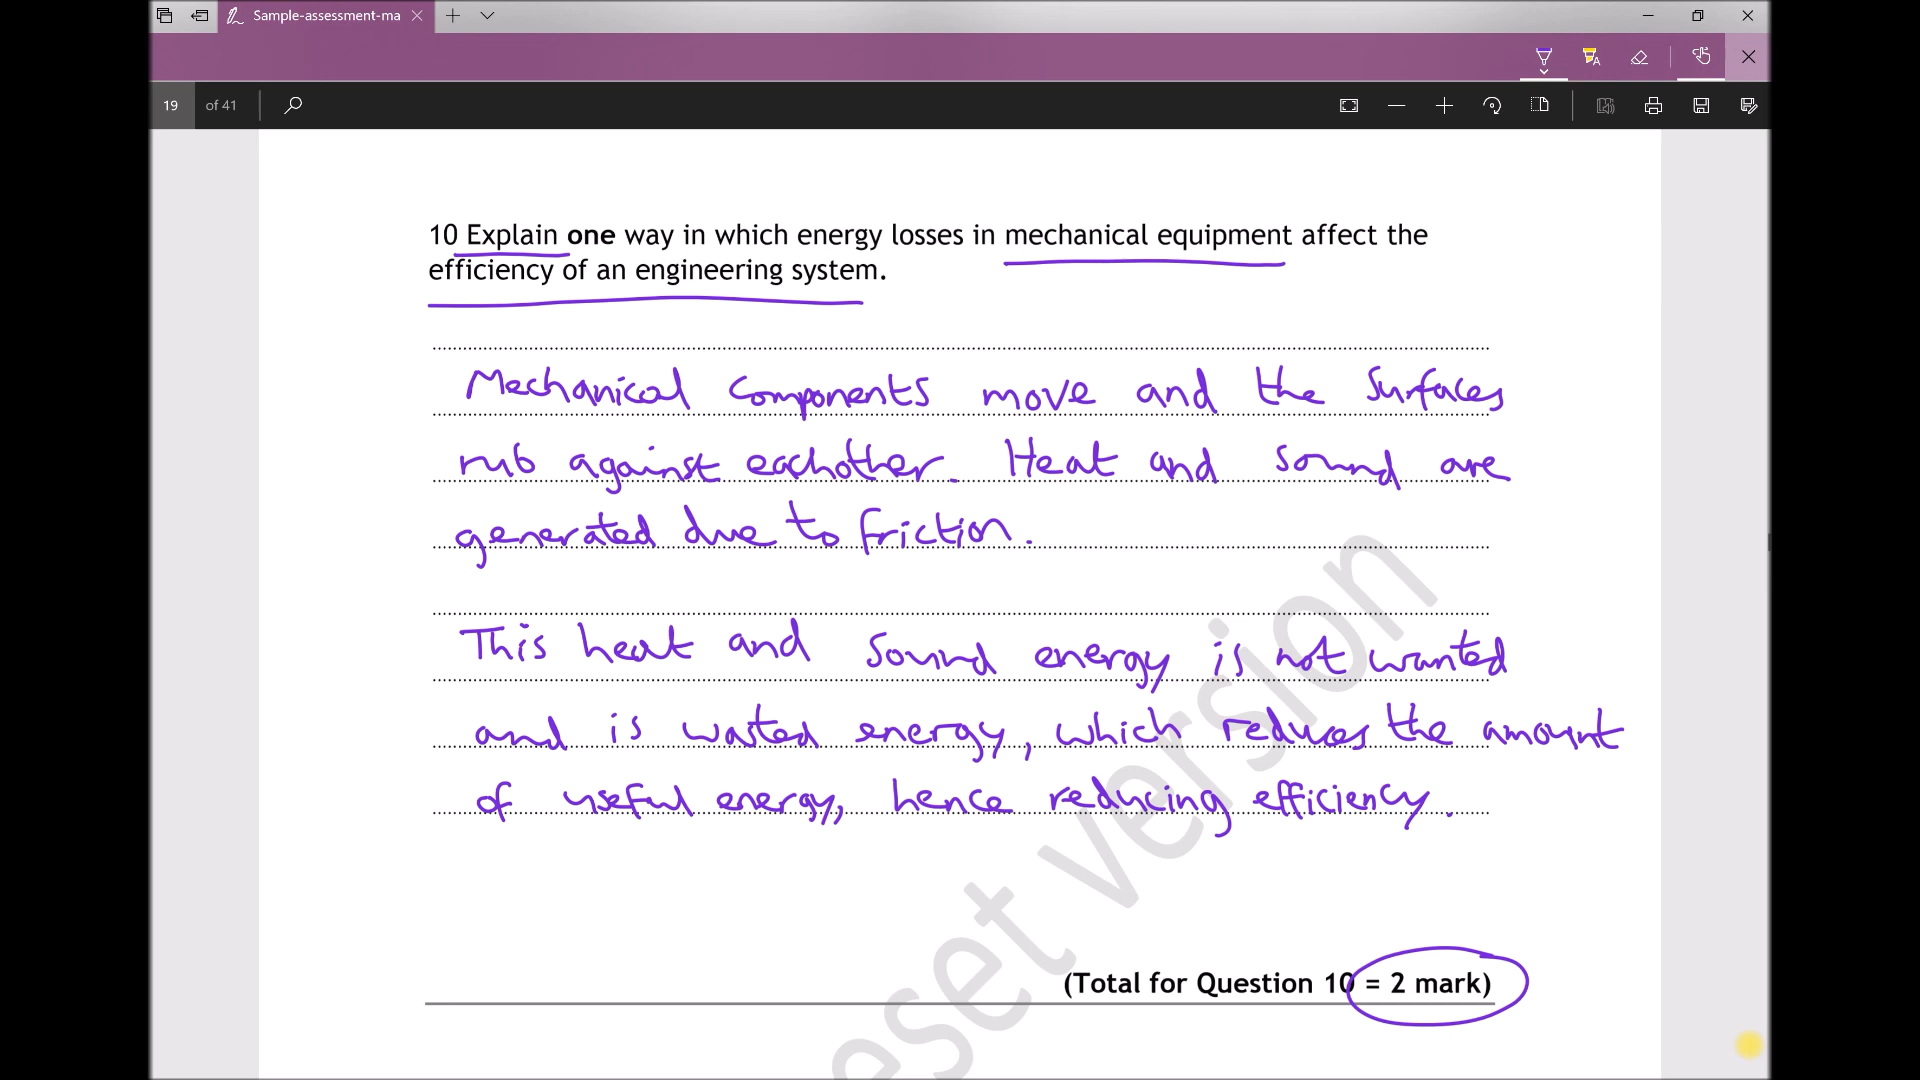 Sample-assessment-ma
19 of 41
10 Explain one way in which energy losses in mechanical equipment affect the
efficiency of an engineering system.
Mechanical components move and the surfaces
rub against eachother. Heat and sound are
generated due to friction.
This heat and sound energy is not wanted
and is wasted energy, which reduces the amount
of useful energy, hence reducing efficiency.
(Total for Question 10 = 2 mark)
eset version